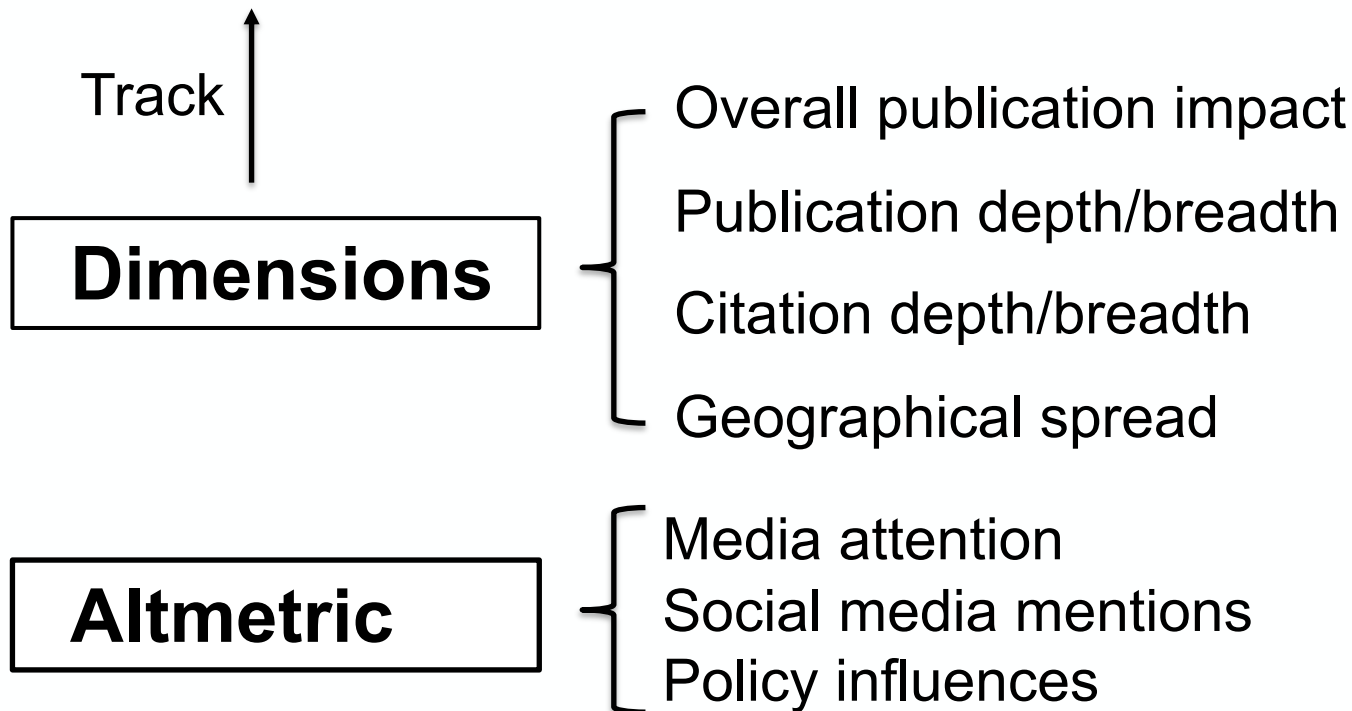 Track
Dimensions
Overall publication impact
Publication depth/breadth
Citation depth/breadth
Geographical spread
Altmetric
Media attention
Social media mentions
Policy influences